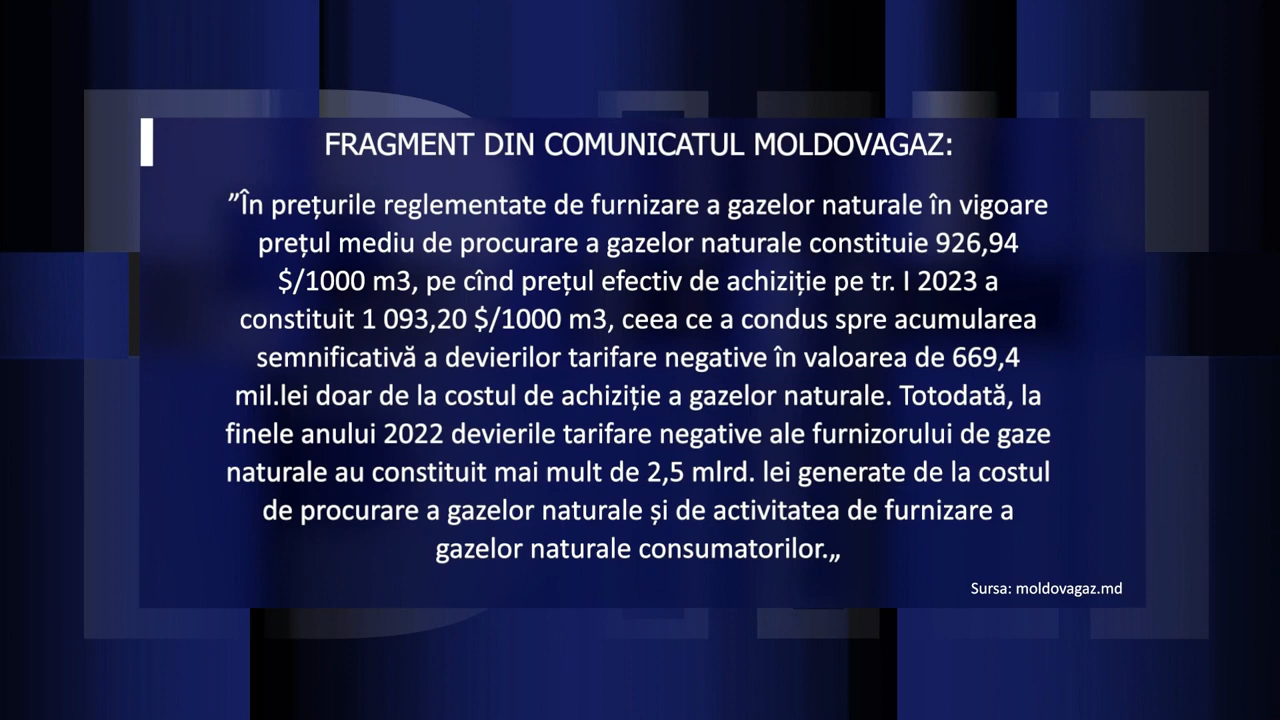 FRAGMENT DIN COMUNICATUL MOLDOVAGAZ:
”În prețurile reglementate de furnizare a gazelor naturale în vigoare
prețul mediu de procurare a gazelor naturale constituie 926,94
$/1000 m3, pe cînd prețul efectiv de achiziție pe tr. I 2023 a
constituit 1 093,20 $/1000 m3, ceea ce a condus spre acumularea
semnificativă a devierilor tarifare negative în valoarea de 669,4
mil.lei doar de la costul de achiziție a gazelor naturale. Totodată, la
finele anului 2022 devierile tarifare negative ale furnizorului de gaze
naturale au constituit mai mult de 2,5 mlrd. lei generate de la costul
de procurare a gazelor naturale și de activitatea de furnizare a
gazelor naturale consumatorilor.„
Sursa: moldovagaz.md